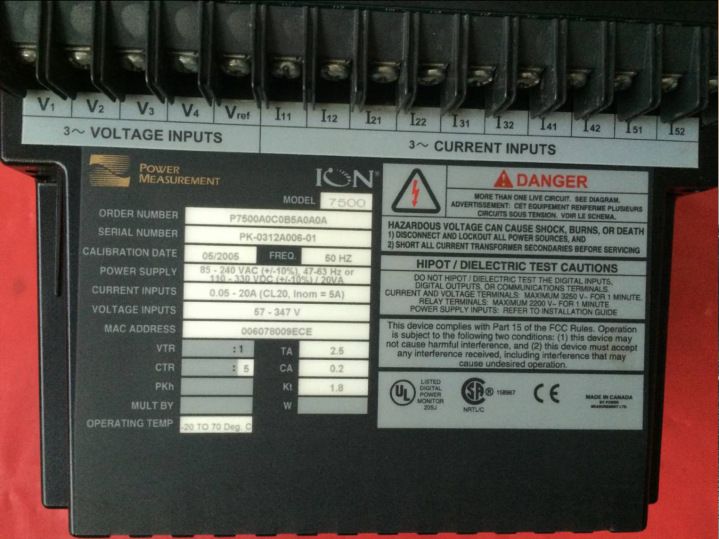 V1 V2 V3 V4 Vref I11 I12 I21 I22 I31 I32 I41 I42 I51 I52
3~ VOLTAGE INPUTS
3~ CURRENT INPUTS
POWER
MEASUREMENT
ION®
MODEL 7500
ORDER NUMBER P7500A0C0B5A0A0A
SERIAL NUMBER PK-0312A006-01
CALIBRATION DATE 05/2005 FREQ. 50 HZ
POWER SUPPLY 85 - 240 VAC (+/-10%), 47-63 Hz or
110 - 330 VDC (+/-10%) / 20VA
CURRENT INPUTS 0.05 - 20A (CL20, Inom = 5A)
VOLTAGE INPUTS 57 - 347 V
MAC ADDRESS 006078009ECE
VTR : 1 TA 2.5
CTR : 5 CA 0.2
PKh Kt 1.8
MULT BY W
OPERATING TEMP -20 TO 70 Deg. C
DANGER
MORE THAN ONE LIVE CIRCUIT. SEE DIAGRAM.
ADVERTISSEMENT: CET EQUIPEMENT RENFERME PLUSIEURS
CIRCUITS SOUS TENSION. VOIR LE SCHEMA.
HAZARDOUS VOLTAGE CAN CAUSE SHOCK, BURNS, OR DEATH
1) DISCONNECT AND LOCKOUT ALL POWER SOURCES, AND
2) SHORT ALL CURRENT TRANSFORMER SECONDARIES BEFORE SERVICING
HIPOT / DIELECTRIC TEST CAUTIONS
DO NOT HIPOT / DIELECTRIC TEST THE DIGITAL INPUTS,
DIGITAL OUTPUTS, OR COMMUNICATIONS TERMINALS.
CURRENT AND VOLTAGE TERMINALS: MAXIMUM 3250 V~ FOR 1 MINUTE.
RELAY TERMINALS: MAXIMUM 2200 V~ FOR 1 MINUTE.
POWER SUPPLY INPUTS: REFER TO INSTALLATION GUIDE
This device complies with Part 15 of the FCC Rules. Operation
is subject to the following two conditions: (1) this device may
not cause harmful interference, and (2) this device must accept
any interference received, including interference that may
cause undesired operation.
UL LISTED
DIGITAL
POWER
MONITOR
205J
SA® 158967
NRTL/C
CE
MADE IN CANADA
BY POWER
MEASUREMENT LTD.